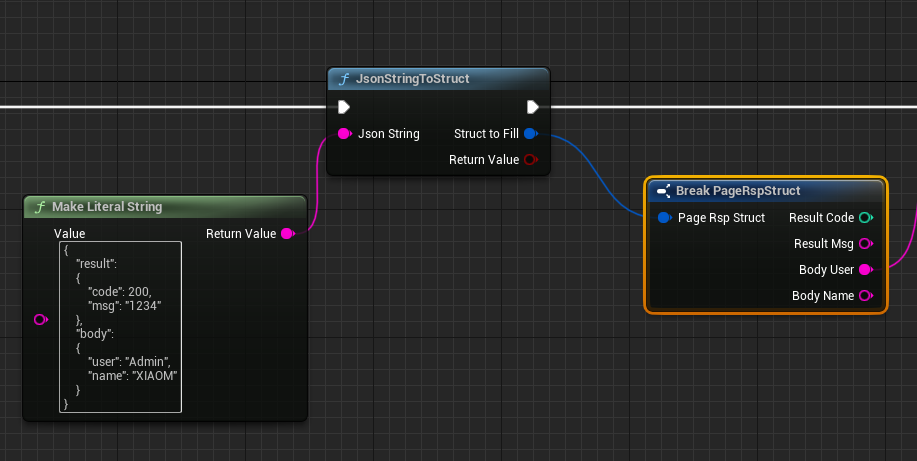 JsonStringToStruct
Json String
Struct to Fill
Return Value
Make Literal String
Value
Return Value
{
"result":
{
"code": 200,
"msg": "1234"
},
"body":
{
"user": "Admin",
"name": "XIAOM"
}
}
Break PageRspStruct
Page Rsp Struct
Result Code
Result Msg
Body User
Body Name